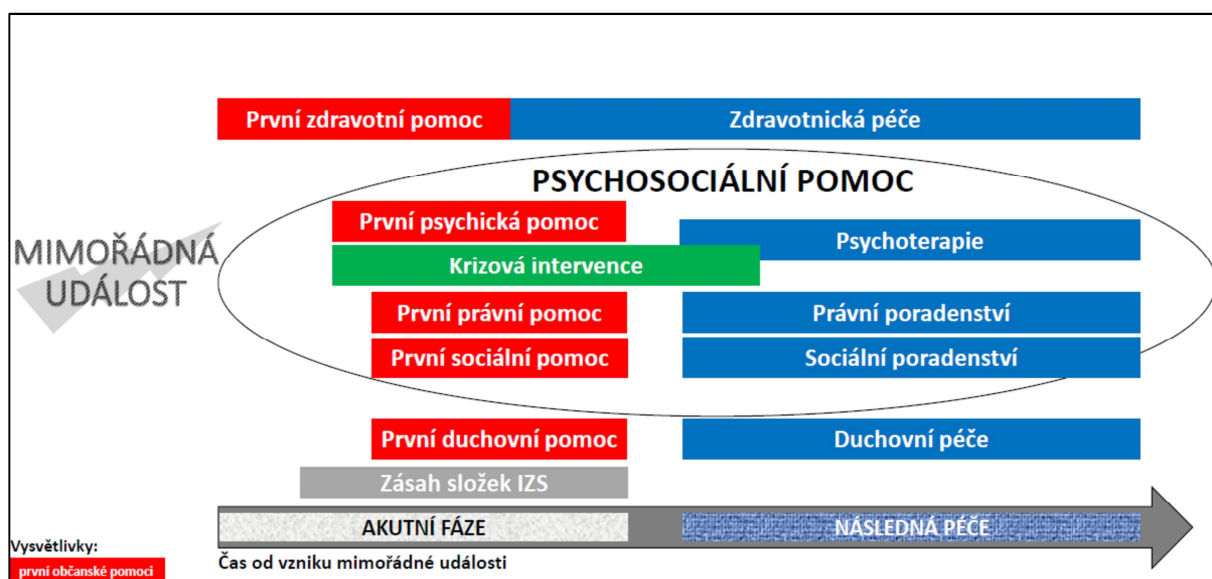 První zdravotní pomoc
Zdravotnická péče
PSYCHOSOCIÁLNÍ POMOC
První psychická pomoc
Psychoterapie
Krizová intervence
MIMOŘÁDNÁ
UDÁLOST
První právní pomoc
Právní poradenství
První sociální pomoc
Sociální poradenství
První duchovní pomoc
Duchovní péče
Zásah složek IZS
AKUTNÍ FÁZE
NÁSLEDNÁ PÉČE
Vysvětlivky:
Čas od vzniku mimořádné události
první občanské pomoci